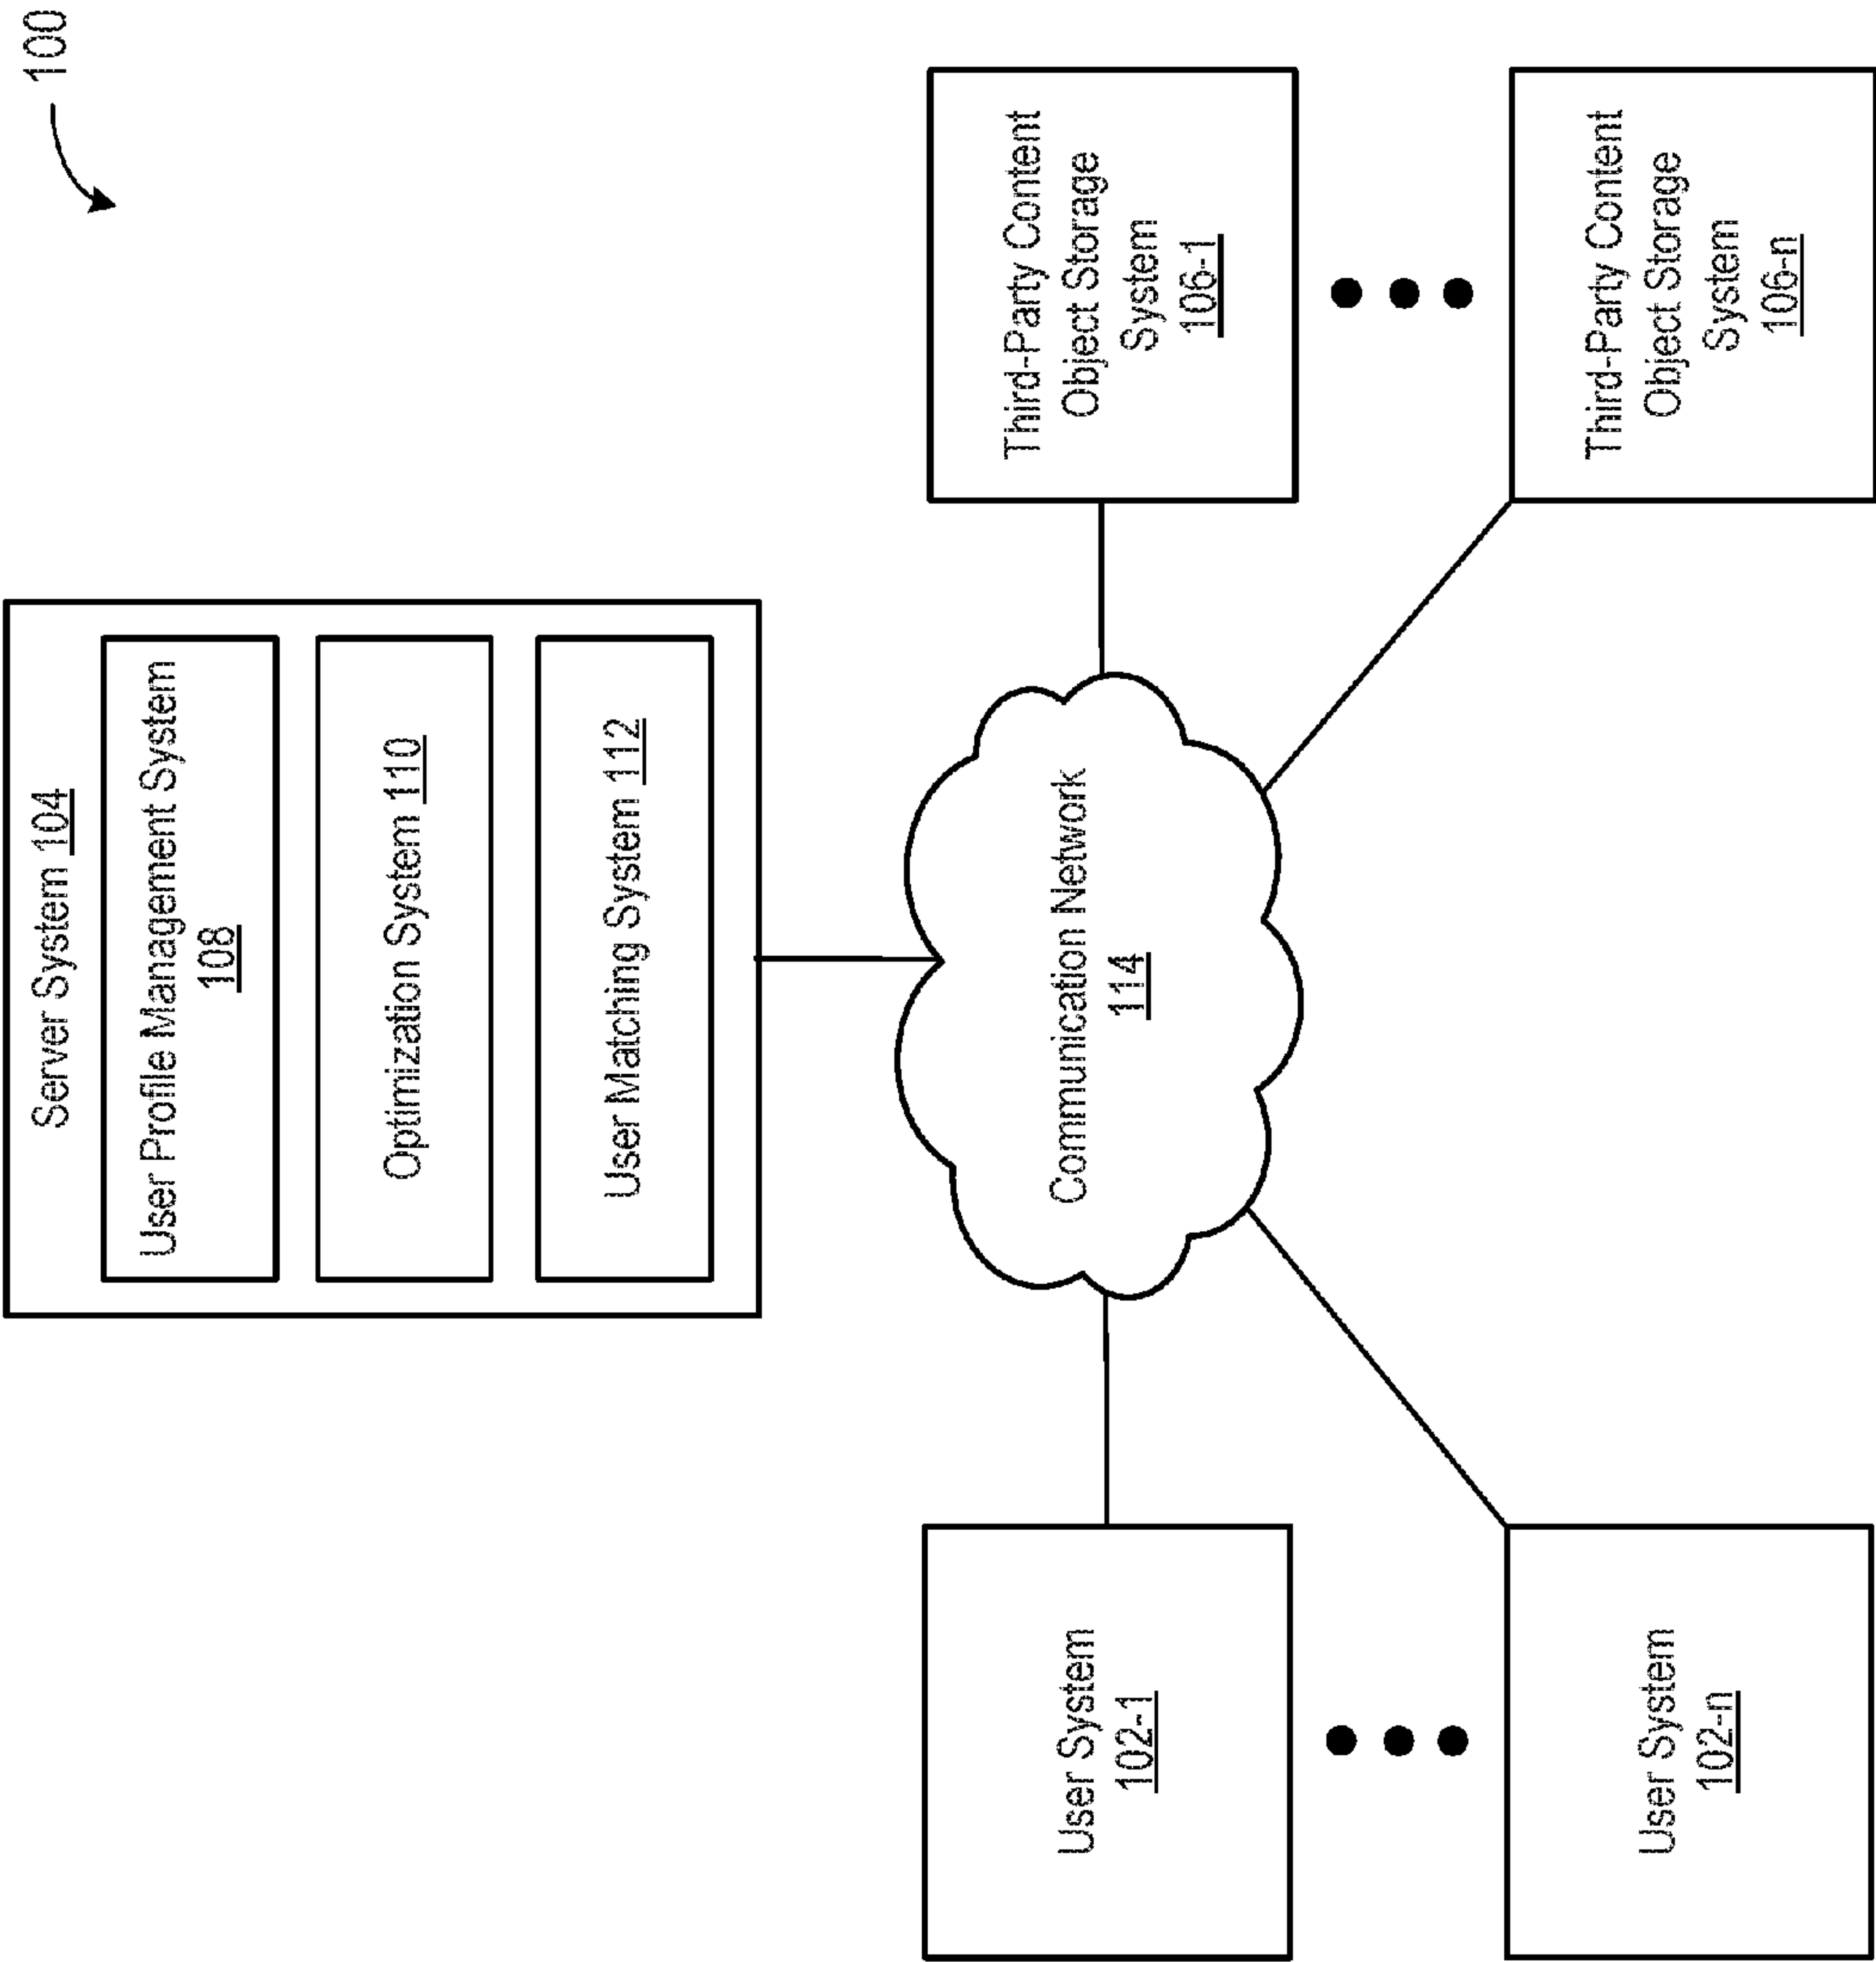 100
Server System 104
User Profile Management System
108
Optimization System 110
User Matching System 112
Communication Network
114
User System
102-1
User System
102-n
Third-Party Content
Object Storage
System
106-1
Third-Party Content
Object Storage
System
106-n